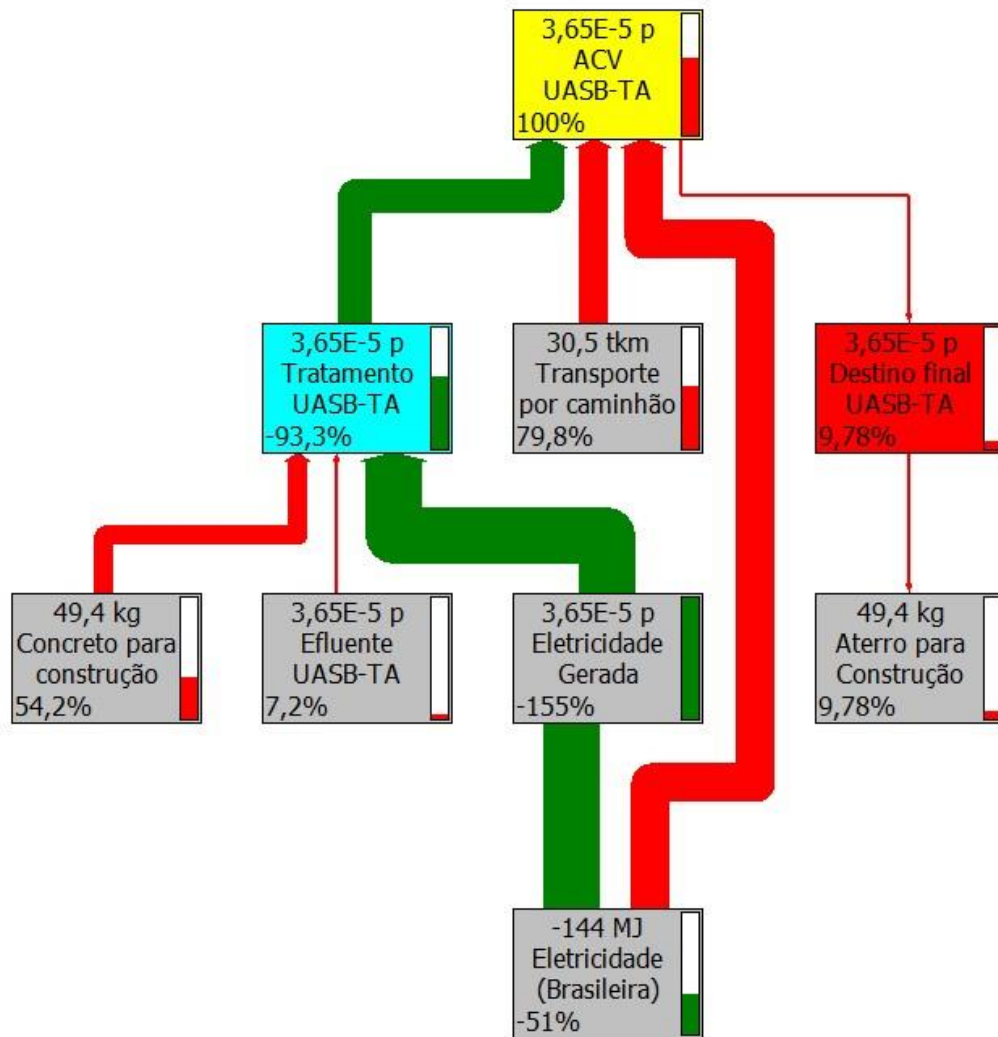 3,65E-5 p
ACV
UASB-TA
100%
3,65E-5 p
Tratamento
UASB-TA
-93,3%
30,5 tkm
Transporte
por caminhão
79,8%
3,65E-5 p
Destino final
UASB-TA
9,78%
49,4 kg
Concreto para
construção
54,2%
3,65E-5 p
Efluente
UASB-TA
7,2%
3,65E-5 p
Eletricidade
Gerada
-155%
49,4 kg
Aterro para
Construção
9,78%
-144 MJ
Eletricidade
(Brasileira)
-51%